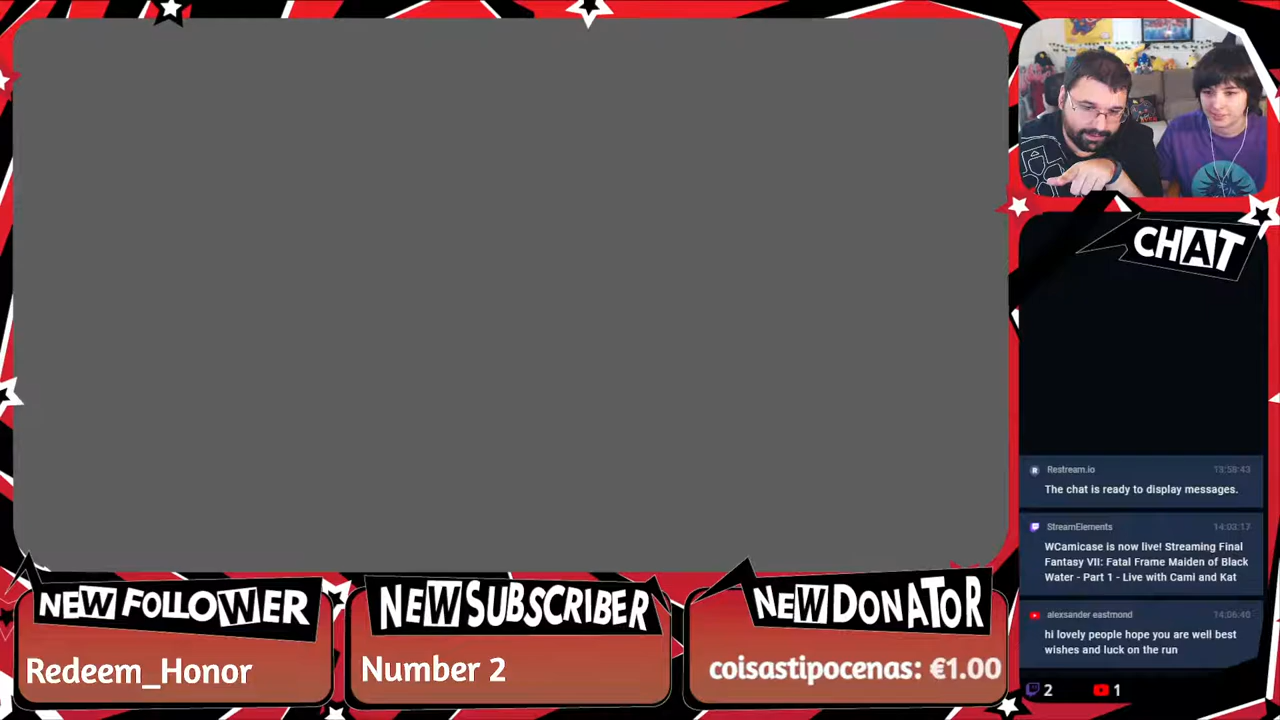 CHAT
Restream.io 13:58:43
The chat is ready to display messages.
StreamElements 14:03:17
WCamicase is now live! Streaming Final
Fantasy VII: Fatal Frame Maiden of Black
Water - Part 1 - Live with Cami and Kat
alexsander eastmond 14:06:40
hi lovely people hope you are well best
wishes and luck on the run
2 1
NEW FOLLOWER
Redeem_Honor
NEW SUBSCRIBER
Number 2
NEW DONATOR
coisastipocenas: €1.00